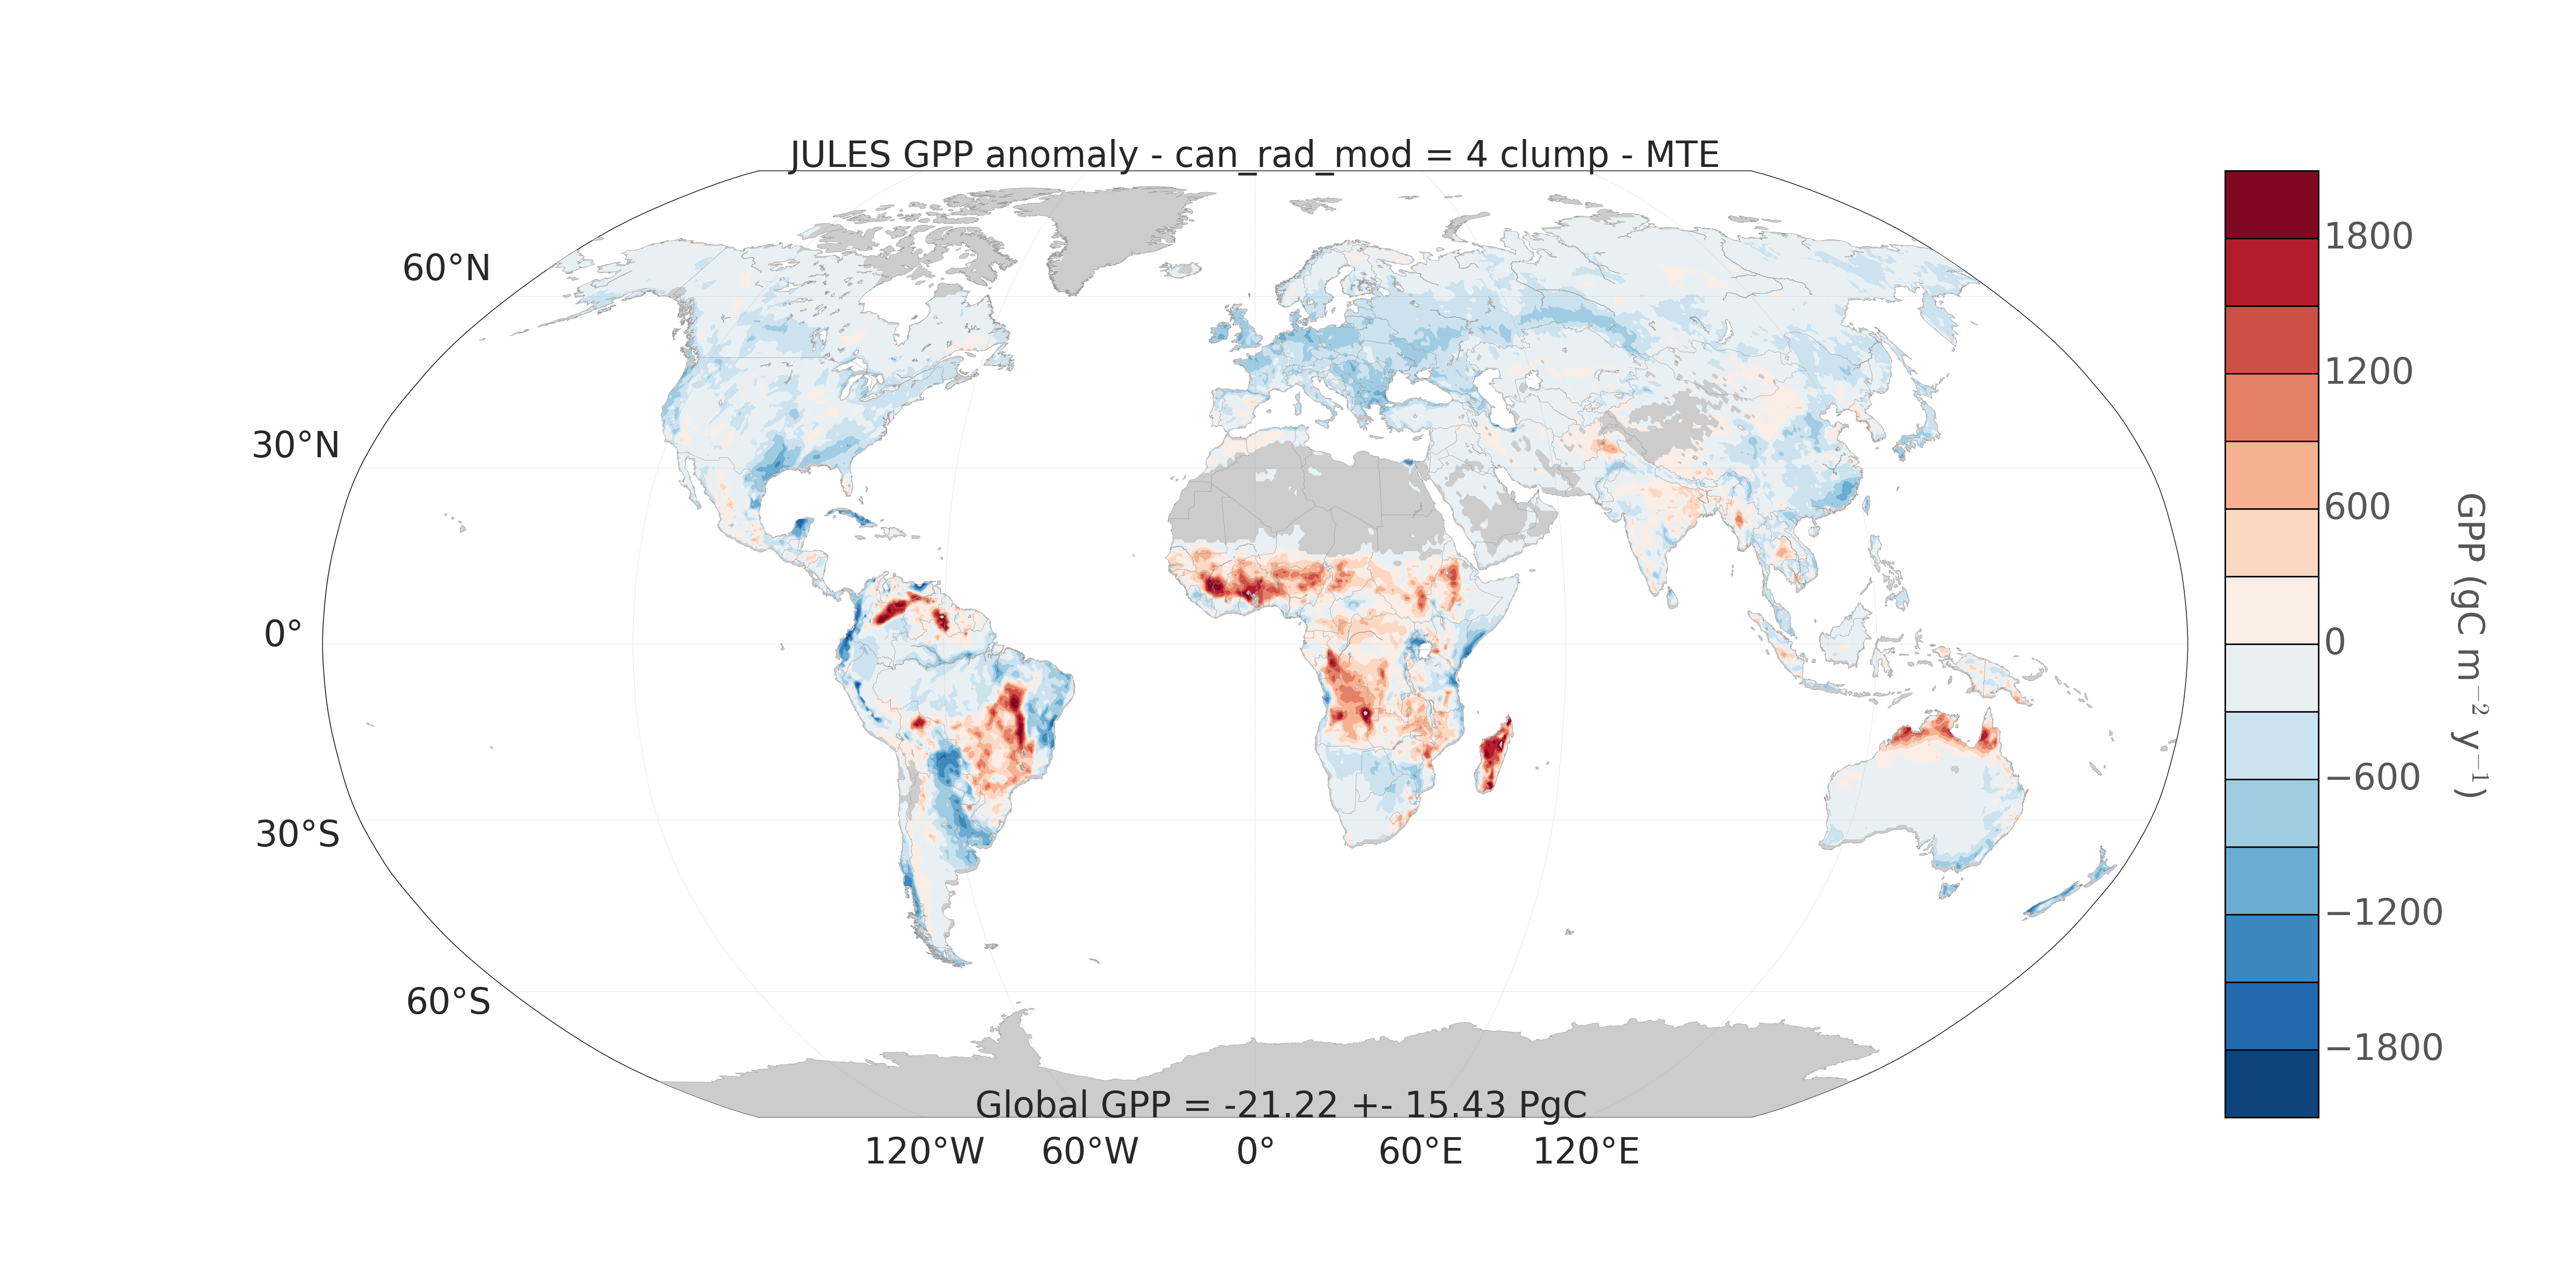 JULES GPP anomaly - can_rad_mod = 4 clump - MTE
60°N
30°N
0°
30°S
60°S
Global GPP = -21.22 +- 15.43 PgC
120°W 60°W 0° 60°E 120°E
1800
1200
600
0
−600
−1200
−1800
GPP (gC m⁻² y⁻¹)